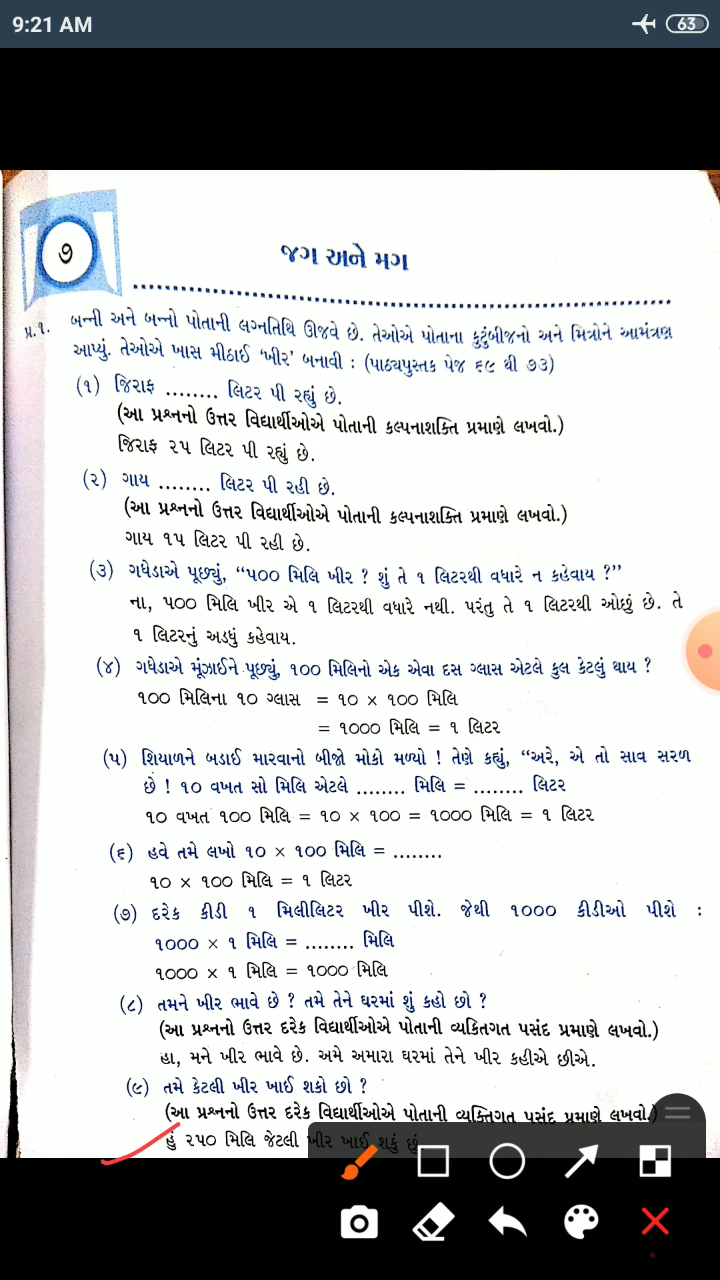 9:21 AM
63
૭
જગ અને મગ
પ્ર.૧. બન્ની અને બન્નો પોતાની લગ્નતિથિ ઊજવે છે. તેઓએ પોતાના કુટુંબીજનો અને મિત્રોને આમંત્રણ
આપ્યું. તેઓએ ખાસ મીઠાઈ ‘ખીર’ બનાવી : (પાઠ્યપુસ્તક પેજ ૬૯ થી ૭૩)
(૧) જિરાફ ........ લિટર પી રહ્યું છે.
(આ પ્રશ્નનો ઉત્તર વિદ્યાર્થીઓએ પોતાની કલ્પનાશક્તિ પ્રમાણે લખવો.)
જિરાફ ૨૫ લિટર પી રહ્યું છે.
(૨) ગાય ........ લિટર પી રહી છે.
(આ પ્રશ્નનો ઉત્તર વિદ્યાર્થીઓએ પોતાની કલ્પનાશક્તિ પ્રમાણે લખવો.)
ગાય ૧૫ લિટર પી રહી છે.
(૩) ગધેડાએ પૂછ્યું, “૫૦૦ મિલિ ખીર ? શું તે ૧ લિટરથી વધારે ન કહેવાય ?”
ના, ૫૦૦ મિલિ ખીર એ ૧ લિટરથી વધારે નથી. પરંતુ તે ૧ લિટરથી ઓછું છે. તે
૧ લિટરનું અડધું કહેવાય.
(૪) ગધેડાએ મૂંઝાઈને પૂછ્યું, ૧૦૦ મિલિનો એક એવા દસ ગ્લાસ એટલે કુલ કેટલું થાય ?
૧૦૦ મિલિના ૧૦ ગ્લાસ = ૧૦ × ૧૦૦ મિલિ
= ૧૦૦૦ મિલિ = ૧ લિટર
(૫) શિયાળને બડાઈ મારવાનો બીજો મોકો મળ્યો ! તેણે કહ્યું, “અરે, એ તો સાવ સરળ
છે ! ૧૦ વખત સો મિલિ એટલે ........ મિલિ = ........ લિટર
૧૦ વખત ૧૦૦ મિલિ = ૧૦ × ૧૦૦ = ૧૦૦૦ મિલિ = ૧ લિટર
(૬) હવે તમે લખો ૧૦ × ૧૦૦ મિલિ = ........
૧૦ × ૧૦૦ મિલિ = ૧ લિટર
(૭) દરેક કીડી ૧ મિલીલિટર ખીર પીશે. જેથી ૧૦૦૦ કીડીઓ પીશે :
૧૦૦૦ × ૧ મિલિ = ........ મિલિ
૧૦૦૦ × ૧ મિલિ = ૧૦૦૦ મિલિ
(૮) તમને ખીર ભાવે છે ? તમે તેને ઘરમાં શું કહો છો ?
(આ પ્રશ્નનો ઉત્તર દરેક વિદ્યાર્થીઓએ પોતાની વ્યક્તિગત પસંદ પ્રમાણે લખવો.)
હા, મને ખીર ભાવે છે. અમે અમારા ઘરમાં તેને ખીર કહીએ છીએ.
(૯) તમે કેટલી ખીર ખાઈ શકો છો ?
(આ પ્રશ્નનો ઉત્તર દરેક વિદ્યાર્થીઓએ પોતાની વ્યક્તિગત પસંદ પ્રમાણે લખવો.)
હું ૨૫૦ મિલિ જેટલી ખીર ખાઈ શકું છું